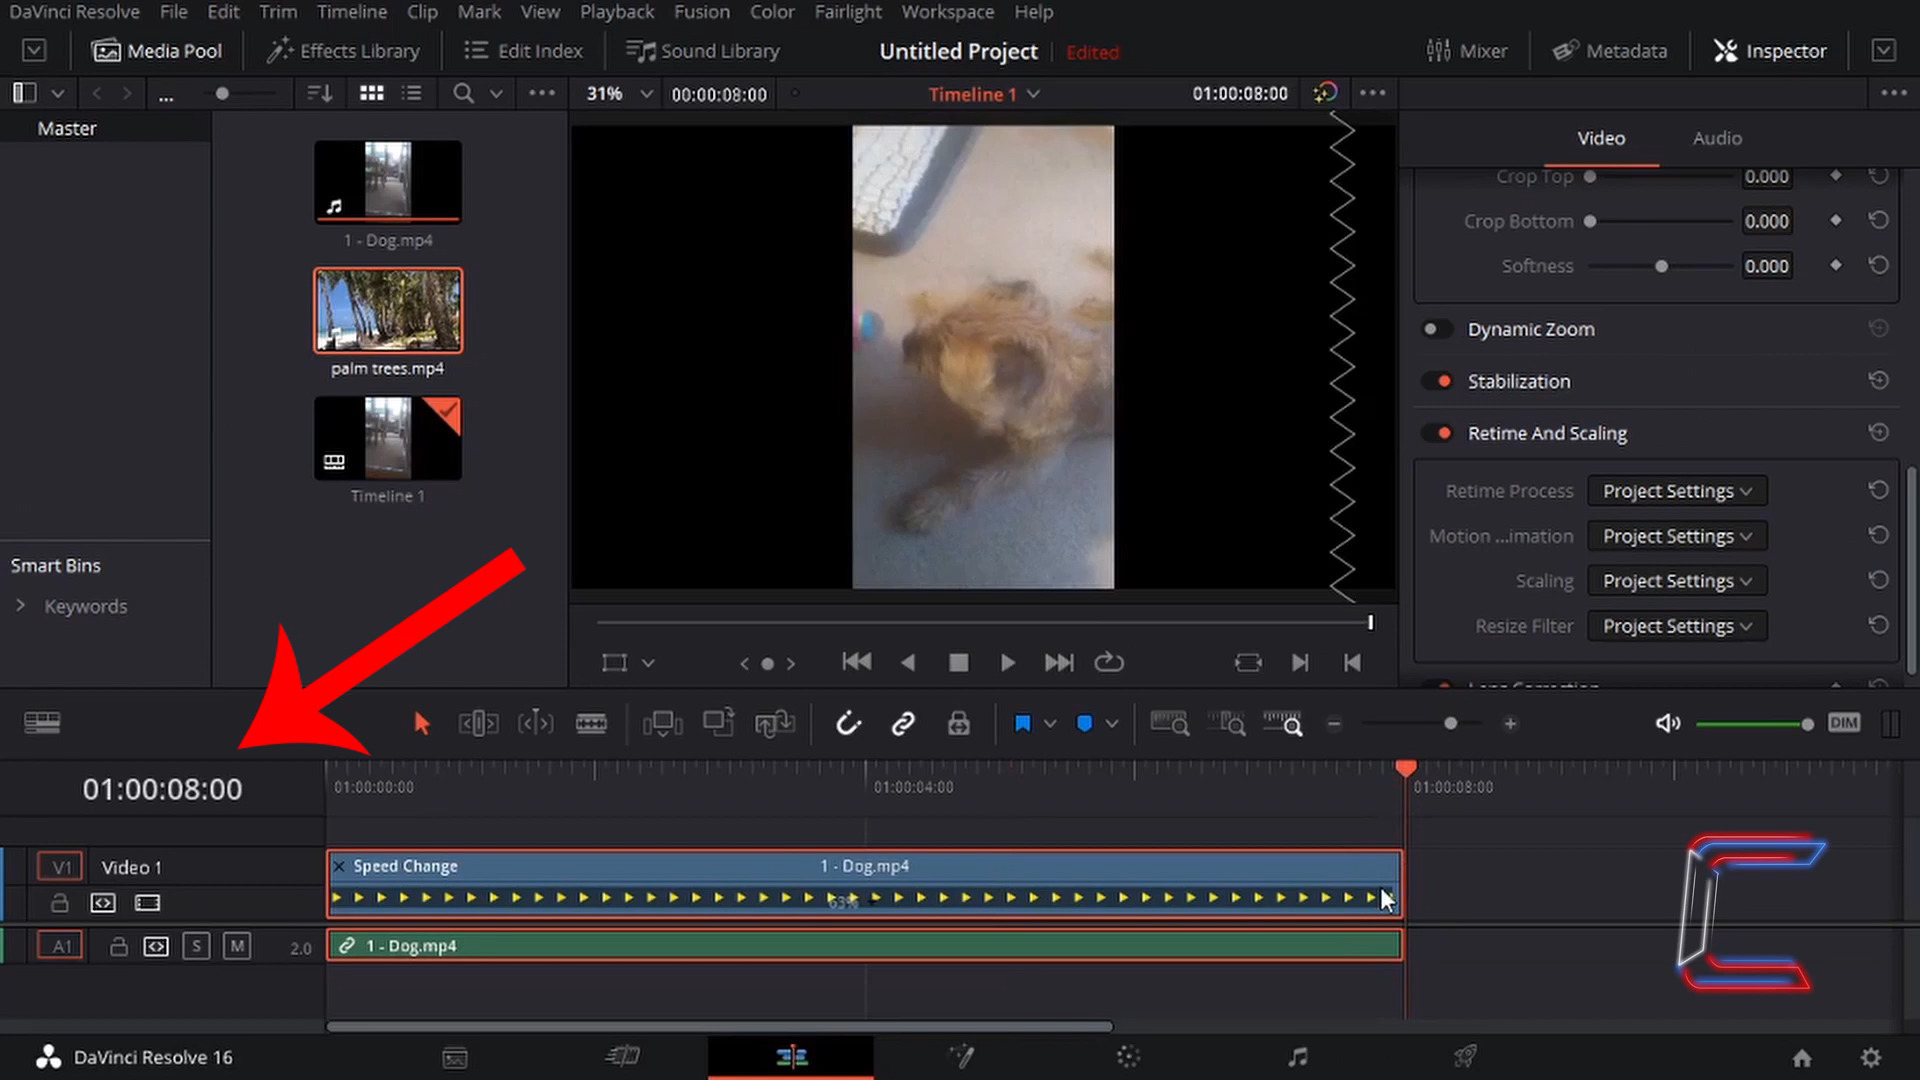 DaVinci Resolve File Edit Trim Timeline Clip Mark View Playback Fusion Color Fairlight Workspace Help
Media Pool Effects Library Edit Index Sound Library Untitled Project Edited Mixer Metadata Inspector
... 31% 00:00:08:00 Timeline 1 01:00:08:00
Master
Video Audio
1 - Dog.mp4
palm trees.mp4
Timeline 1
Crop Top 0.000
Crop Bottom 0.000
Softness 0.000
Dynamic Zoom
Stabilization
Retime And Scaling
Retime Process Project Settings
Motion ...imation Project Settings
Scaling Project Settings
Resize Filter Project Settings
Lens Correction
Smart Bins
Keywords
DIM
01:00:08:00
01:00:00:00 01:00:04:00 01:00:08:00
V1 Video 1
Speed Change 1 - Dog.mp4
63%
A1 S M 2.0
1 - Dog.mp4
DaVinci Resolve 16